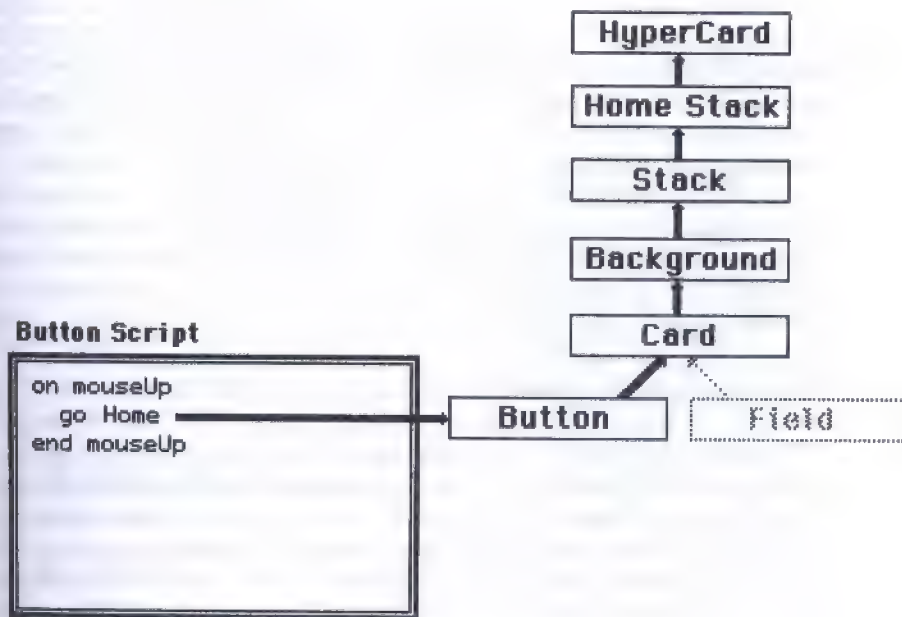 HyperCard
Home Stack
Stack
Background
Card
Button Script
on mouseUp
go Home
end mouseUp
Button
Field